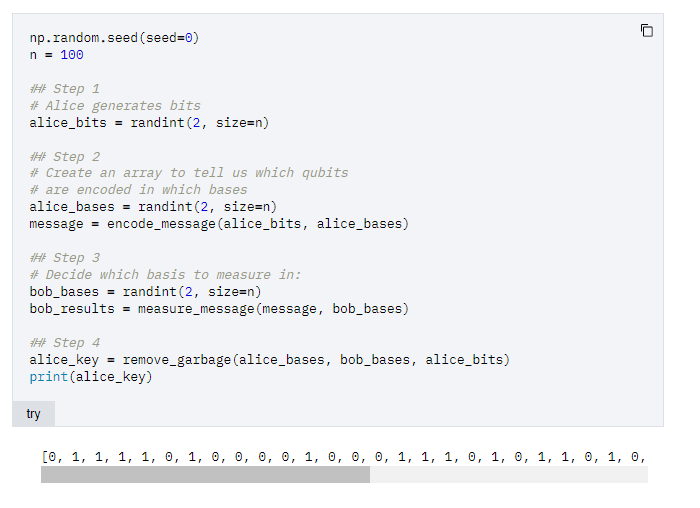 np.random.seed(seed=0)
n = 100
## Step 1
# Alice generates bits
alice_bits = randint(2, size=n)
## Step 2
# Create an array to tell us which qubits
# are encoded in which bases
alice_bases = randint(2, size=n)
message = encode_message(alice_bits, alice_bases)
## Step 3
# Decide which basis to measure in:
bob_bases = randint(2, size=n)
bob_results = measure_message(message, bob_bases)
## Step 4
alice_key = remove_garbage(alice_bases, bob_bases, alice_bits)
print(alice_key)
try
[0, 1, 1, 1, 1, 0, 1, 0, 0, 0, 0, 1, 0, 0, 0, 1, 1, 1, 0, 1, 0, 1, 1, 0, 1, 0,